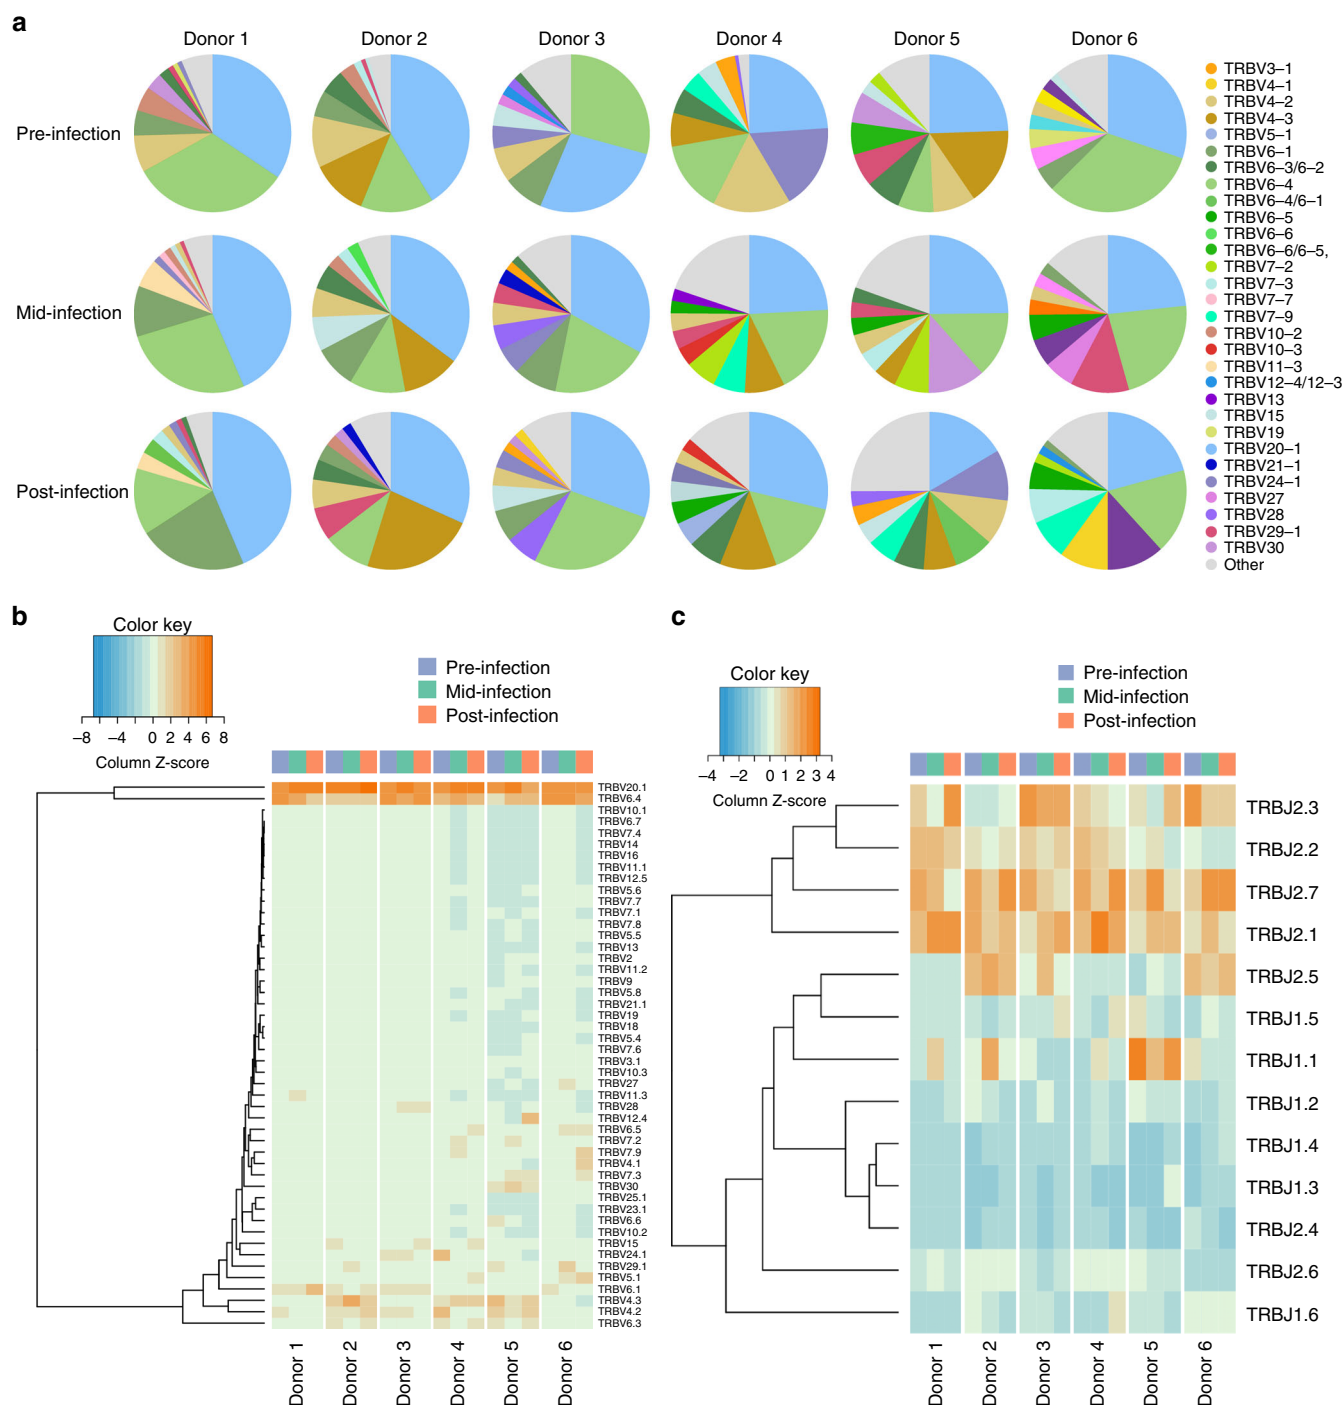 a
Donor 1
Donor 2
Donor 3
Donor 4
Donor 5
Donor 6
Pre–infection
Mid–infection
Post–infection
TRBV3–1
TRBV4–1
TRBV4–2
TRBV4–3
TRBV5–1
TRBV6–1
TRBV6–3/6–2
TRBV6–4
TRBV6–4/6–1
TRBV6–5
TRBV6–6
TRBV6–6/6–5,
TRBV7–2
TRBV7–3
TRBV7–7
TRBV7–9
TRBV10–2
TRBV10–3
TRBV11–3
TRBV12–4/12–3
TRBV13
TRBV15
TRBV19
TRBV20–1
TRBV21–1
TRBV24–1
TRBV27
TRBV28
TRBV29–1
TRBV30
Other
b
Color key
–8 –4 0 2 4 6 8
Column Z-score
Pre-infection
Mid-infection
Post-infection
TRBV20.1
TRBV6.4
TRBV10.1
TRBV6.7
TRBV7.4
TRBV14
TRBV16
TRBV11.1
TRBV12.5
TRBV5.6
TRBV7.7
TRBV7.1
TRBV7.8
TRBV5.5
TRBV13
TRBV2
TRBV11.2
TRBV9
TRBV5.8
TRBV21.1
TRBV19
TRBV18
TRBV5.4
TRBV7.6
TRBV3.1
TRBV10.3
TRBV27
TRBV11.3
TRBV28
TRBV12.4
TRBV6.5
TRBV7.2
TRBV7.9
TRBV4.1
TRBV7.3
TRBV30
TRBV25.1
TRBV23.1
TRBV6.6
TRBV10.2
TRBV15
TRBV24.1
TRBV29.1
TRBV5.1
TRBV6.1
TRBV4.3
TRBV4.2
TRBV6.3
Donor 1
Donor 2
Donor 3
Donor 4
Donor 5
Donor 6
c
Color key
–4 –2 0 1 2 3 4
Column Z-score
Pre-infection
Mid-infection
Post-infection
TRBJ2.3
TRBJ2.2
TRBJ2.7
TRBJ2.1
TRBJ2.5
TRBJ1.5
TRBJ1.1
TRBJ1.2
TRBJ1.4
TRBJ1.3
TRBJ2.4
TRBJ2.6
TRBJ1.6
Donor 1
Donor 2
Donor 3
Donor 4
Donor 5
Donor 6